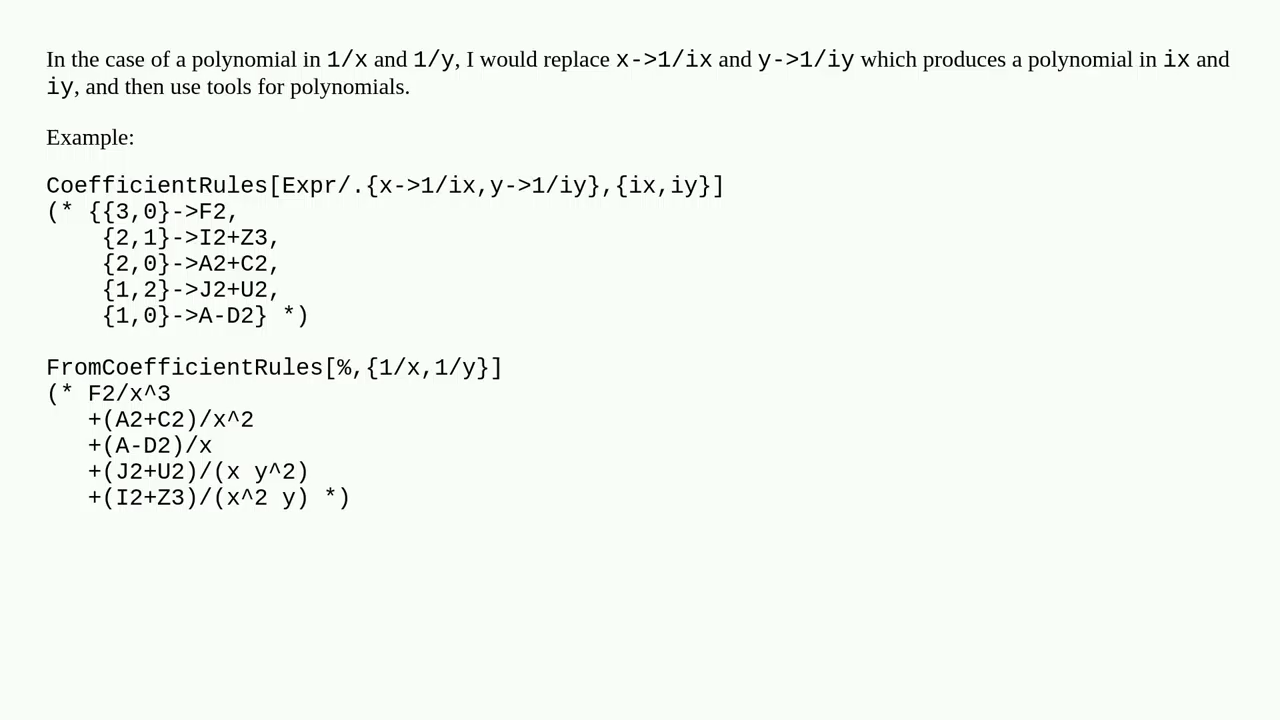 In the case of a polynomial in 1/x and 1/y, I would replace x->1/ix and y->1/iy which produces a polynomial in ix and
iy, and then use tools for polynomials.
Example:
CoefficientRules[Expr/.{x->1/ix,y->1/iy},{ix,iy}]
(* {{3,0}->F2,
    {2,1}->I2+Z3,
    {2,0}->A2+C2,
    {1,2}->J2+U2,
    {1,0}->A-D2} *)
FromCoefficientRules[%,{1/x,1/y}]
(* F2/x^3
   +(A2+C2)/x^2
   +(A-D2)/x
   +(J2+U2)/(x y^2)
   +(I2+Z3)/(x^2 y) *)